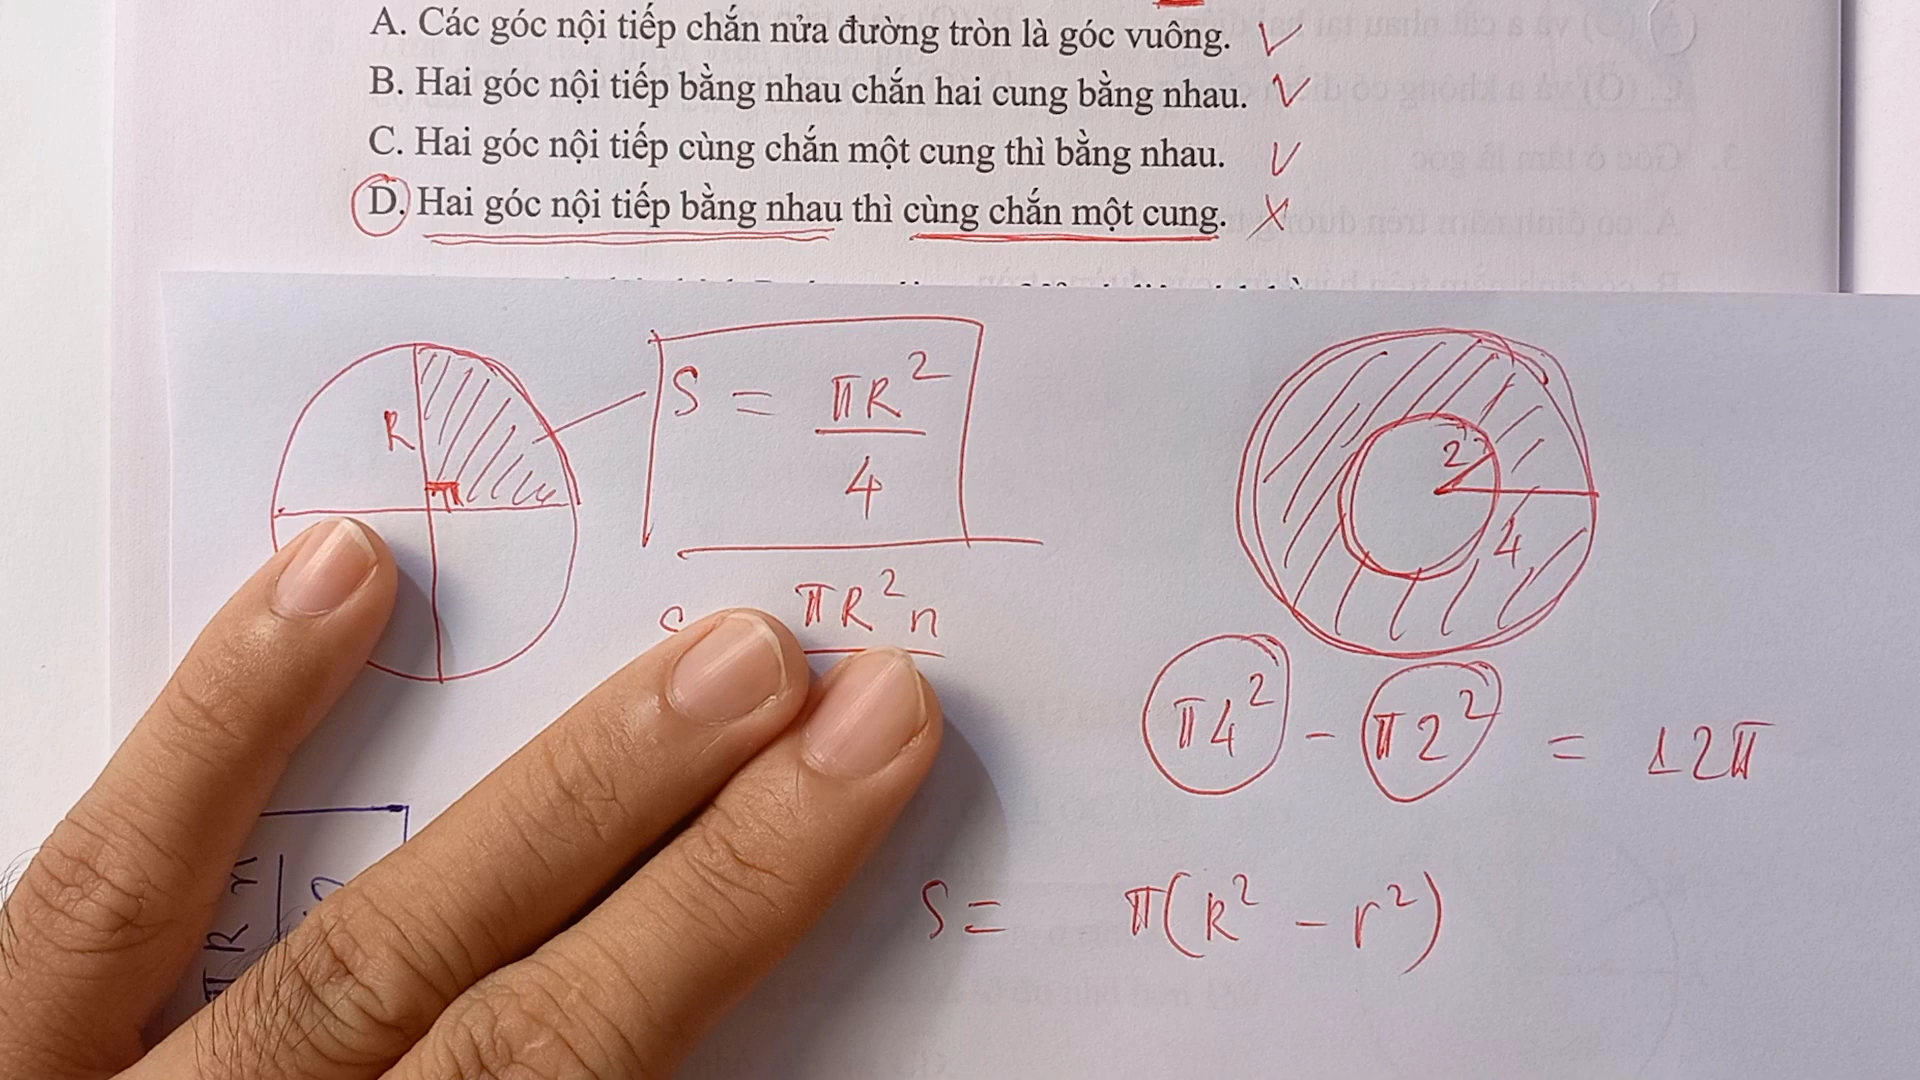 A. Các góc nội tiếp chắn nửa đường tròn là góc vuông.
B. Hai góc nội tiếp bằng nhau chắn hai cung bằng nhau.
C. Hai góc nội tiếp cùng chắn một cung thì bằng nhau.
D. Hai góc nội tiếp bằng nhau thì cùng chắn một cung.
R
S = πR²
4
πR²n
2
4
π4² - π2² = 12π
S = π(R² - r²)
πRn